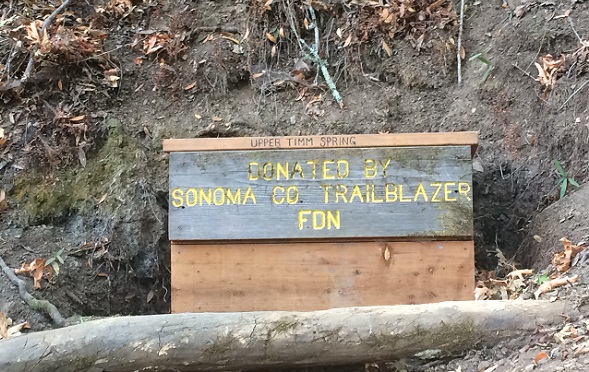 UPPER TIMM SPRING
DONATED BY
SONOMA CO. TRAILBLAZER
FDN